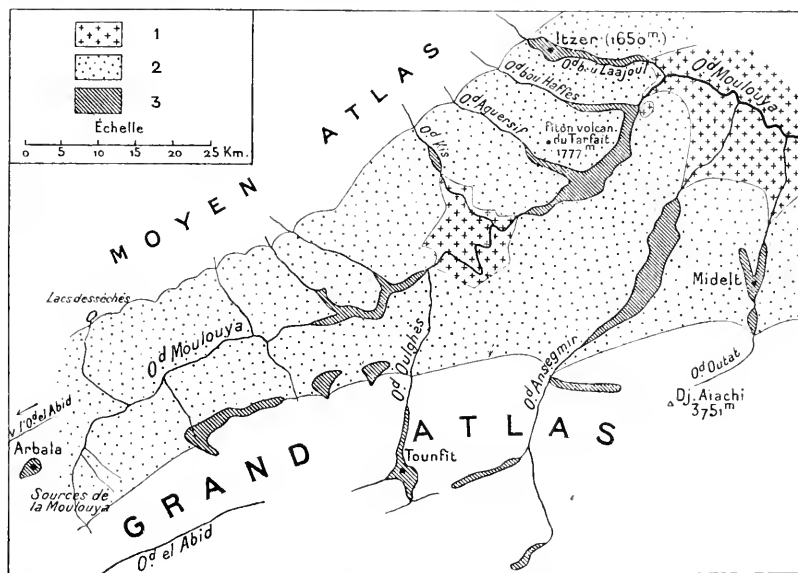 1
2
3
Échelle
0 5 10 15 20 25 Km.
MOYEN ATLAS
Itzer (1650m.)
Od bou Laajoul
Od bou Haffes
Od Moulouya
Od Aguersif
Od Kis
Piton volcan.
du Tarfait.
1777m
Midelt
Lacs desséchés
Od Moulouya
Od Oulghès
Od Ansegmir
Od Outat
Dj. Aïachi
3751m
v. l'Od el Abid
Arbala
Sources de
la Moulouya
Tounfit
GRAND ATLAS
Od el Abid